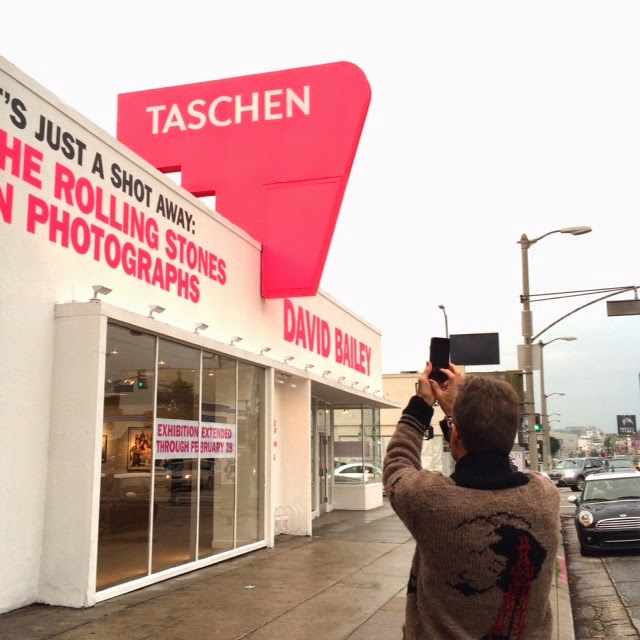 TASCHEN
T'S JUST A SHOT AWAY:
HE ROLLING STONES
N PHOTOGRAPHS
DAVID BAILEY
EXHIBITION EXTENDED
THROUGH FEBRUARY 28